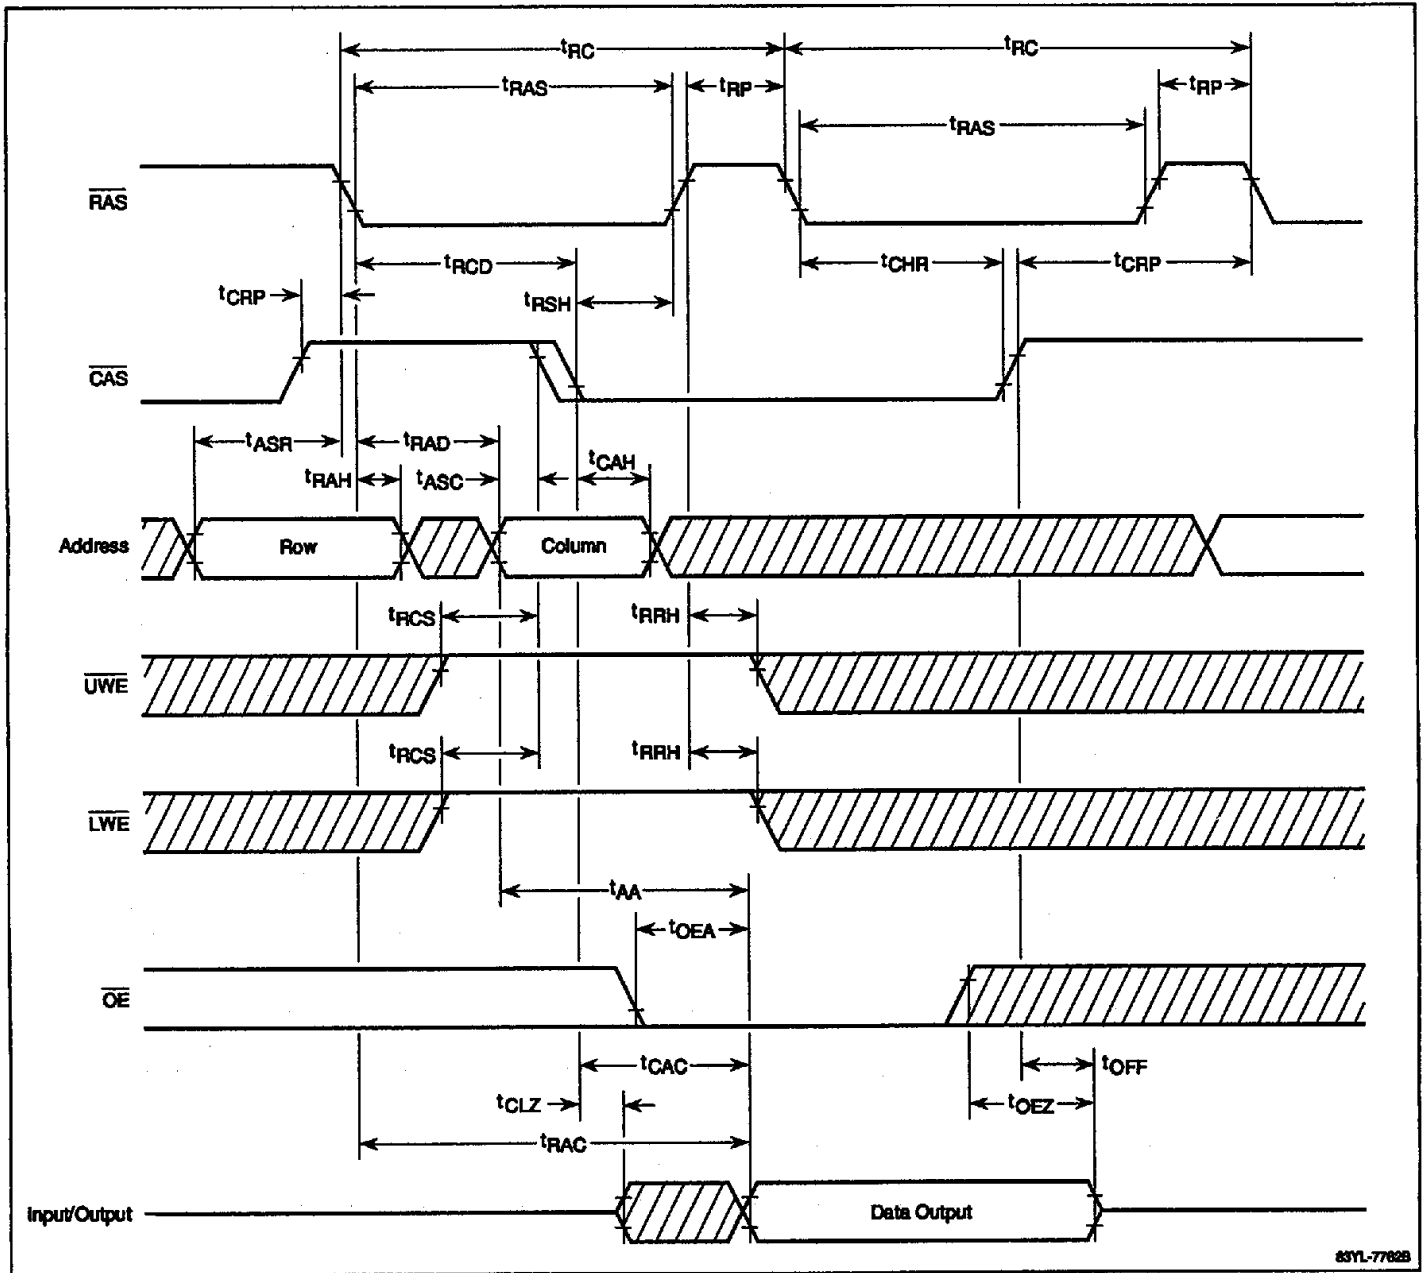 tRC tRC
tRAS tRP tRP
tRAS
RAS
tRCD tCHR tCRP
tCRP tRSH
CAS
tASR tRAD tCAH
tRAH tASC
Address Row Column
tRCS tRRH
UWE
tRCS tRRH
LWE
tAA
tOEA
OE
tCAC tOFF
tCLZ tOEZ
tRAC
Input/Output Data Output
83YL-7762B